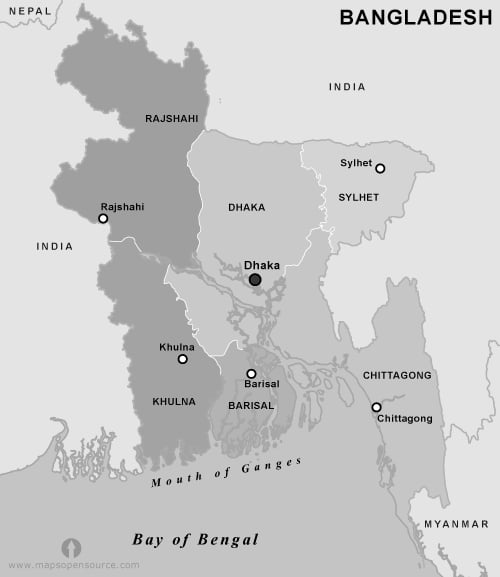 NEPAL
BANGLADESH
INDIA
RAJSHAHI
Sylhet
SYLHET
Rajshahi
DHAKA
INDIA
Dhaka
Khulna
Barisal
CHITTAGONG
KHULNA
BARISAL
Chittagong
Mouth of Ganges
MYANMAR
Bay of Bengal
www.mapsopensource.com